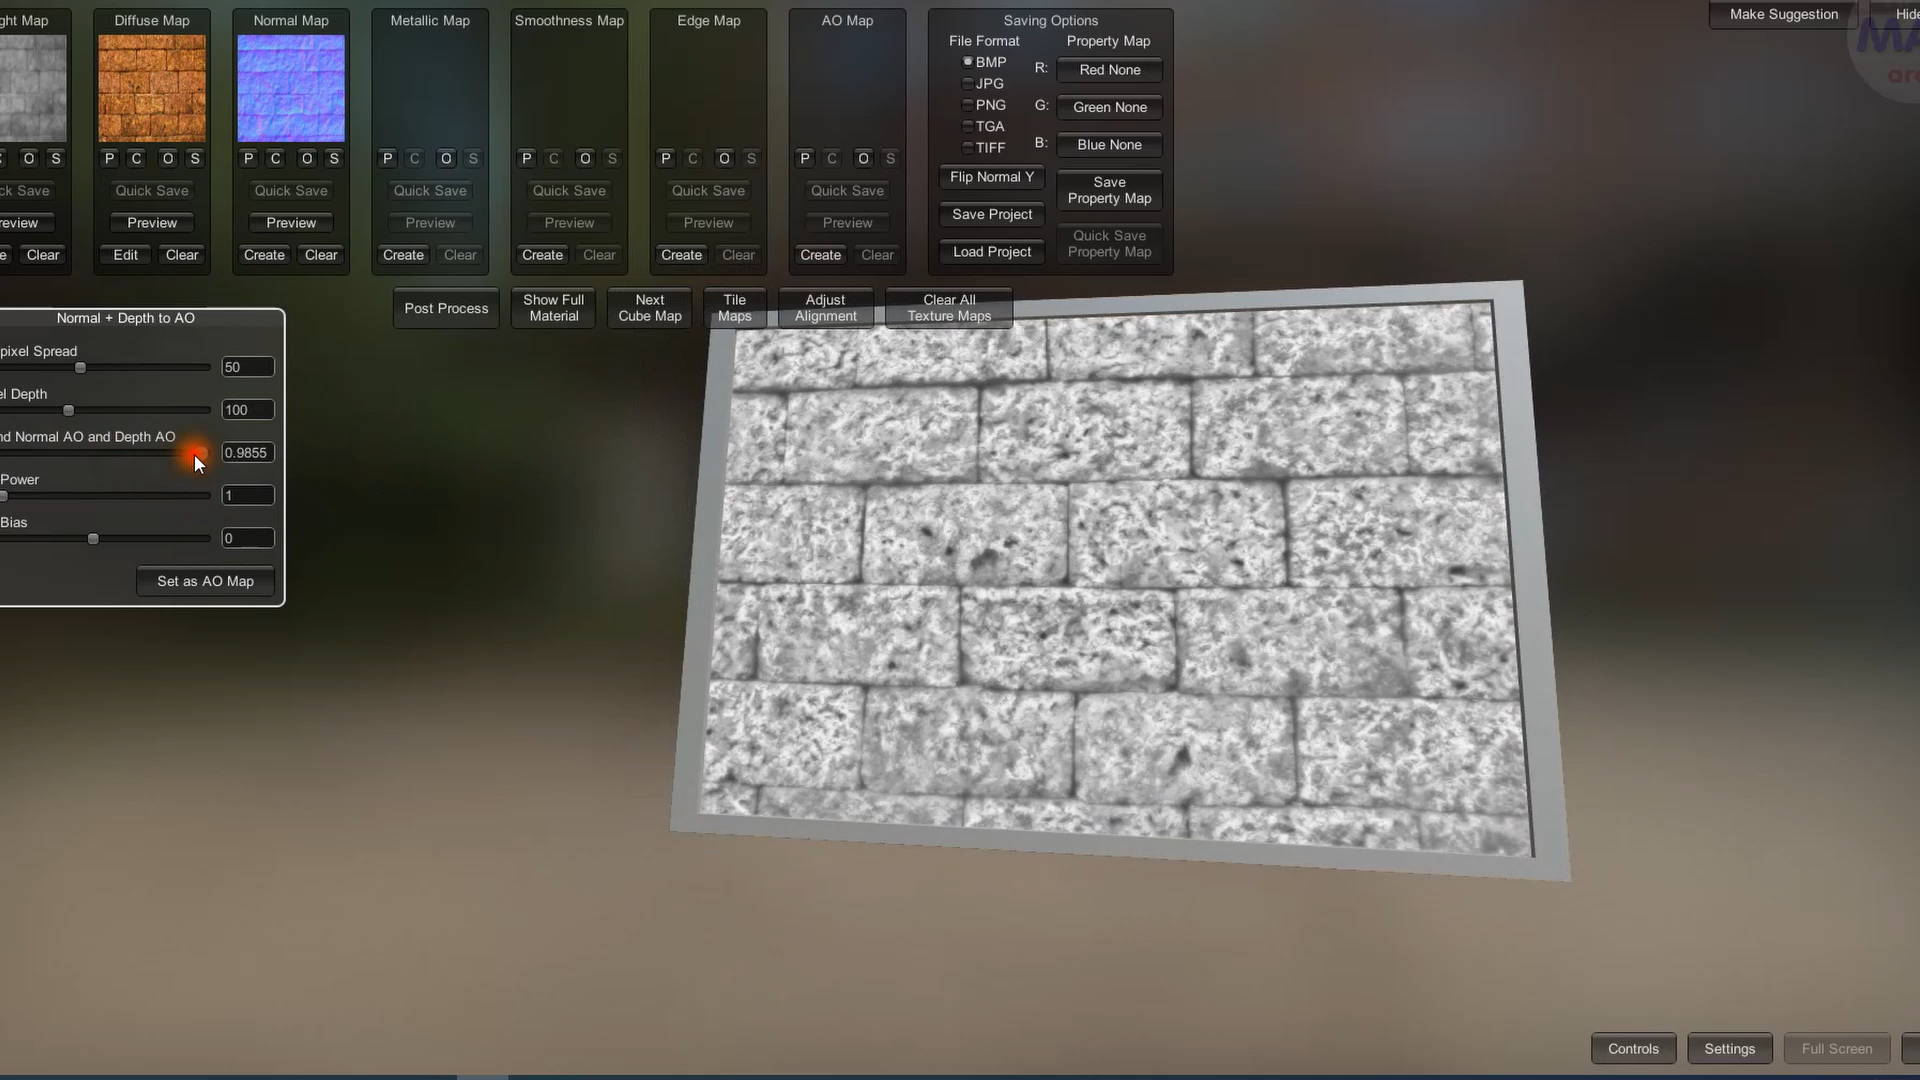 ght Map
Diffuse Map
Normal Map
Metallic Map
Smoothness Map
Edge Map
AO Map
Saving Options
Make Suggestion
Hide
File Format
Property Map
BMP
JPG
PNG
TGA
TIFF
R:
Red None
G:
Green None
B:
Blue None
O S
P C O S
P C O S
P C O S
P C O S
P C O S
P C O S
Flip Normal Y
Save
Property Map
ck Save
Quick Save
Quick Save
Quick Save
Quick Save
Quick Save
Quick Save
Save Project
review
Preview
Preview
Preview
Preview
Preview
Preview
Load Project
Quick Save
Property Map
e
Clear
Edit
Clear
Create
Clear
Create
Clear
Create
Clear
Create
Clear
Create
Clear
Post Process
Show Full
Material
Next
Cube Map
Tile
Maps
Adjust
Alignment
Clear All
Texture Maps
Normal + Depth to AO
pixel Spread
50
el Depth
100
nd Normal AO and Depth AO
0.9855
Power
1
Bias
0
Set as AO Map
Controls
Settings
Full Screen